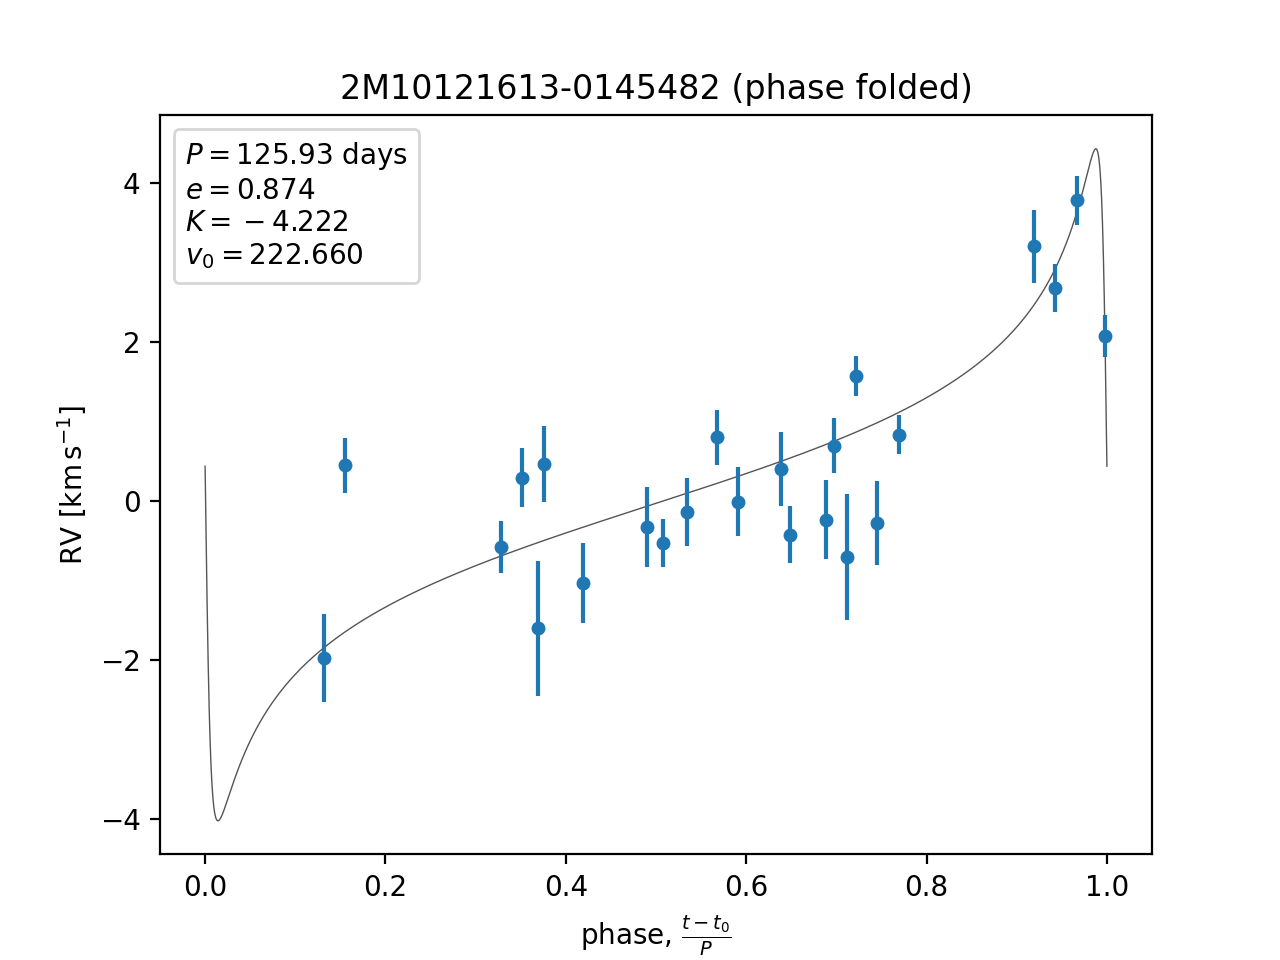 2M10121613-0145482 (phase folded)
P = 125.93 days
e = 0.874
K = −4.222
v₀ = 222.660
RV [km s⁻¹]
4
2
0
−2
−4
0.0 0.2 0.4 0.6 0.8 1.0
phase, (t − t₀)/P